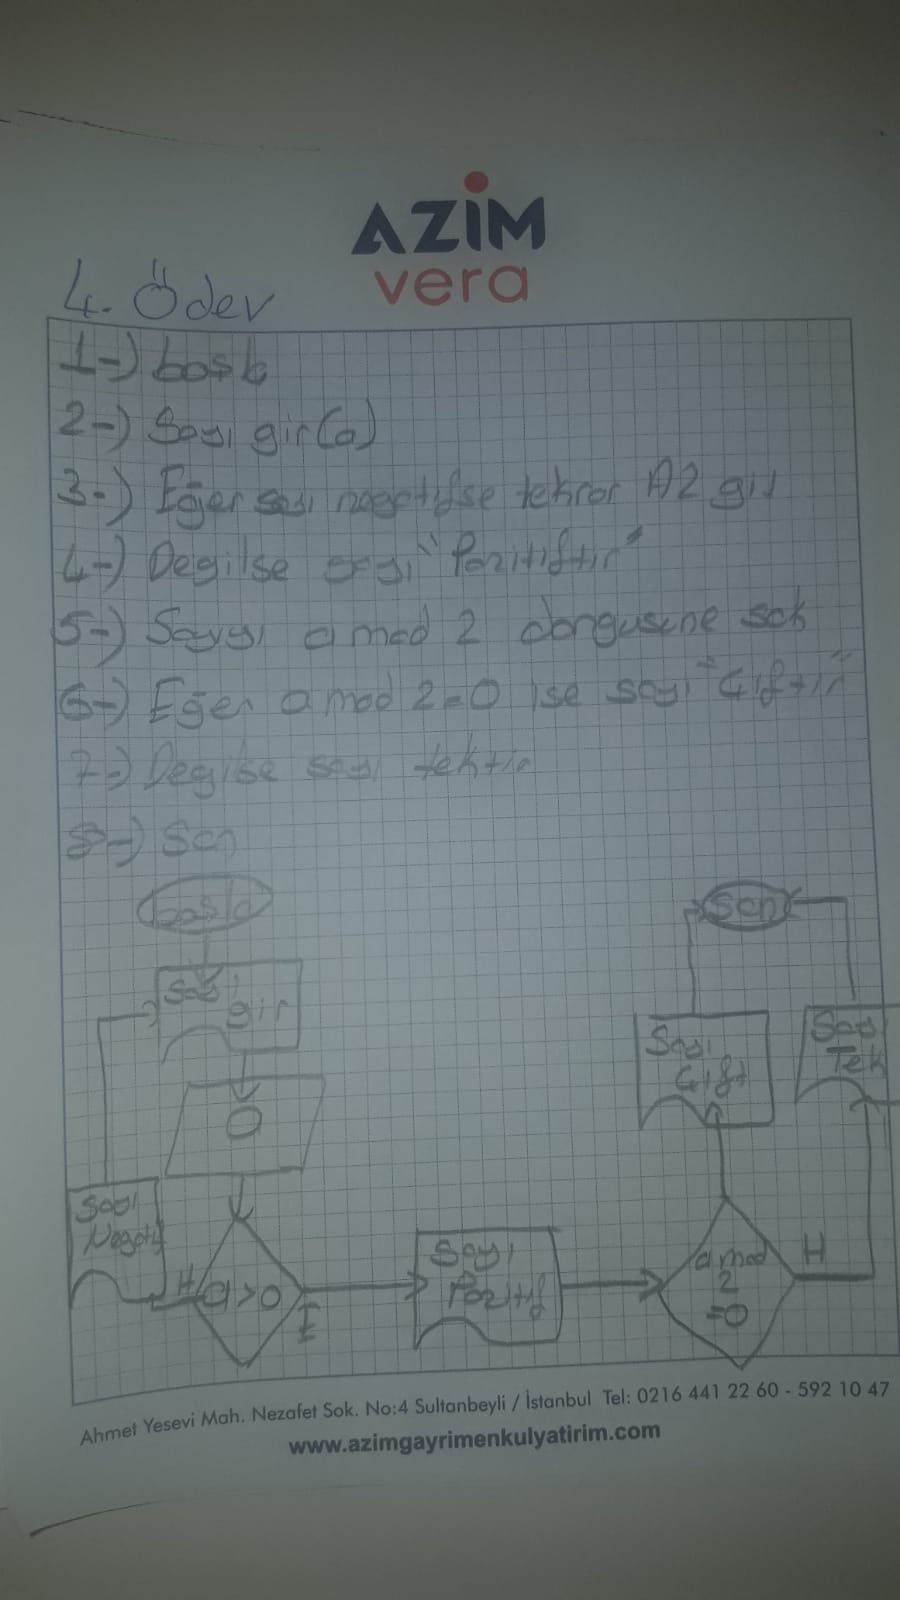 AZİM
vera
4. Ödev
1-) başla
2-) Sayı gir(a)
3-) Eğer sayı negatifse tekrar A2 git
4-) Degilse sayı "Pozitiftir"
5-) Sayıyı a mod 2 dongusune sok
6-) Eğer a mod 2=0 ise sayı "Çiftir"
7-) Degilse sayı tektir
8-) Son
başla
Son
Sayı gir
Sayı Çift
Sayı Tek
a
Sayı Negatif
H
a>0
E
Sayı Pozitif
a mod 2 =0
H
Ahmet Yesevi Mah. Nezafet Sok. No:4 Sultanbeyli / İstanbul Tel: 0216 441 22 60 - 592 10 47
www.azimgayrimenkulyatirim.com